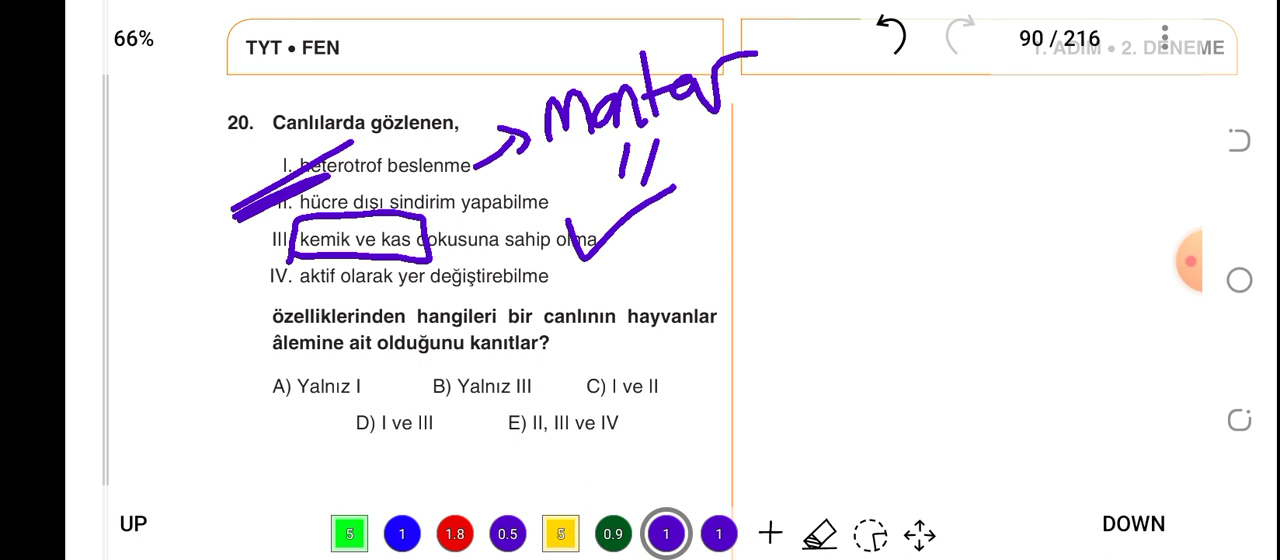 66%
TYT • FEN
90 / 216
1. ADIM • 2. DENEME
mantar
20. Canlılarda gözlenen,
I. heterotrof beslenme
II. hücre dışı sindirim yapabilme
III. kemik ve kas dokusuna sahip olma
IV. aktif olarak yer değiştirebilme
özelliklerinden hangileri bir canlının hayvanlar
âlemine ait olduğunu kanıtlar?
A) Yalnız I B) Yalnız III C) I ve II
D) I ve III E) II, III ve IV
UP
5 1 1.8 0.5 5 0.9 1 1
DOWN